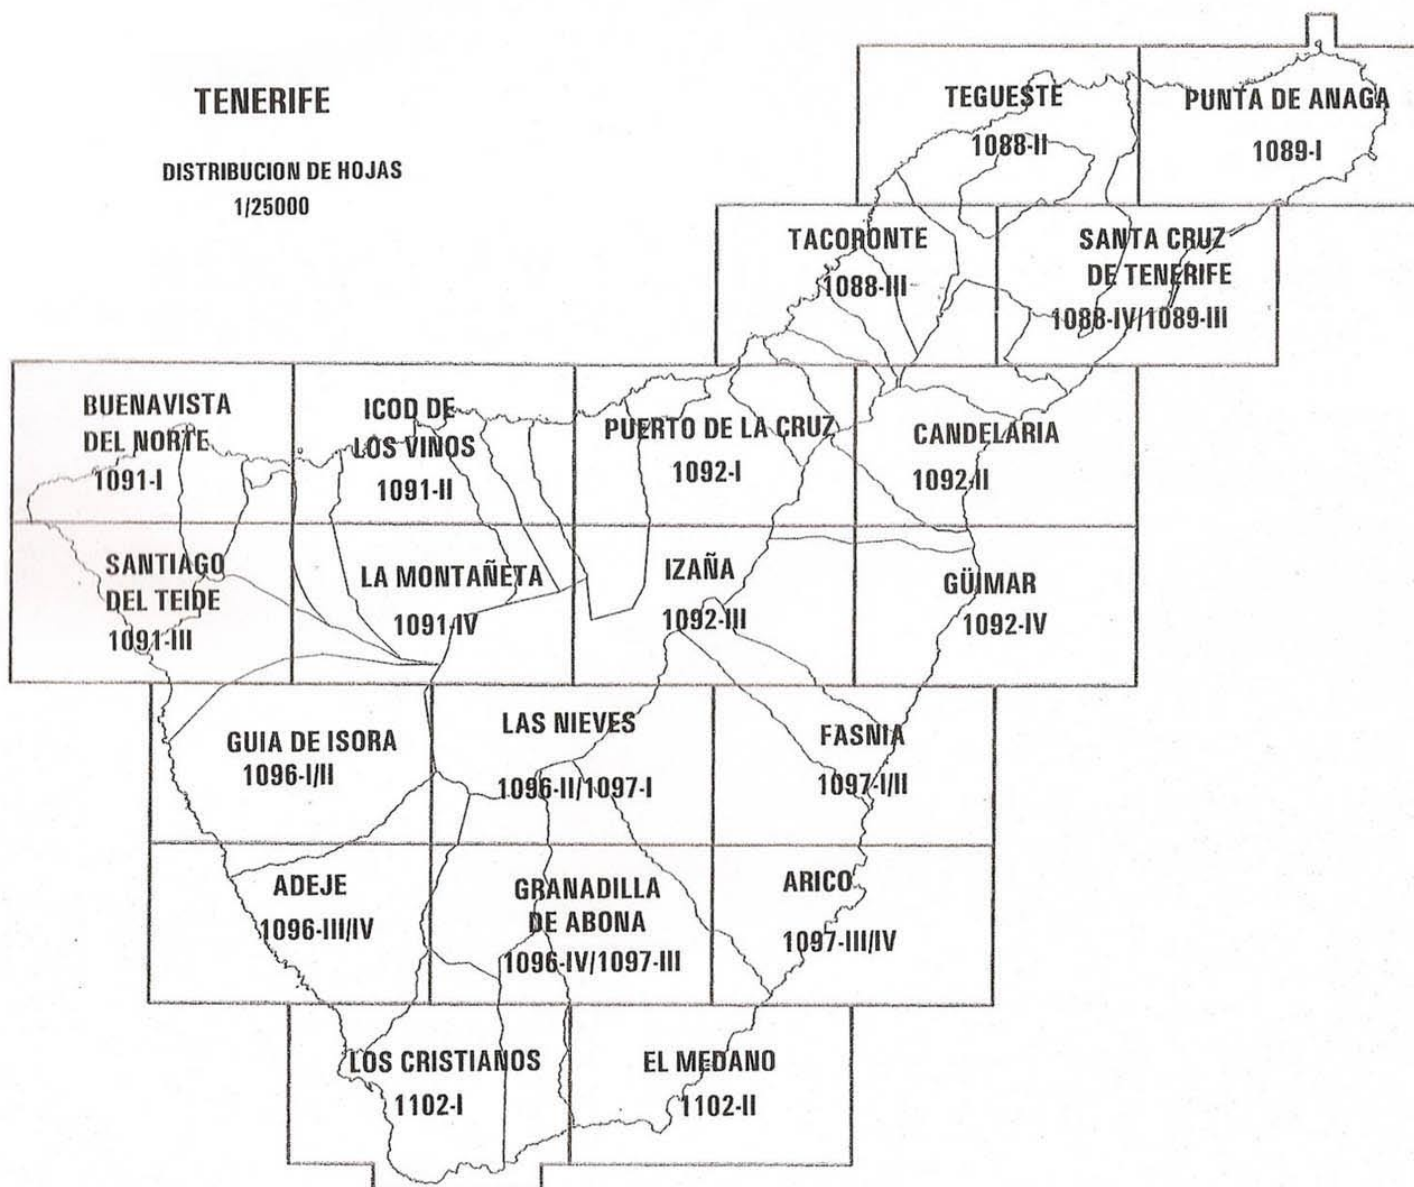 TENERIFE
DISTRIBUCION DE HOJAS
1/25000
TEGUESTE
1088-II
PUNTA DE ANAGA
1089-I
TACORONTE
1088-III
SANTA CRUZ
DE TENERIFE
1088-IV/1089-III
BUENAVISTA
DEL NORTE
1091-I
ICOD DE
LOS VINOS
1091-II
PUERTO DE LA CRUZ
1092-I
CANDELARIA
1092-II
SANTIAGO
DEL TEIDE
1091-III
LA MONTAÑETA
1091-IV
IZAÑA
1092-III
GÜIMAR
1092-IV
GUIA DE ISORA
1096-I/II
LAS NIEVES
1096-II/1097-I
FASNIA
1097-I/II
ADEJE
1096-III/IV
GRANADILLA
DE ABONA
1096-IV/1097-III
ARICO
1097-III/IV
LOS CRISTIANOS
1102-I
EL MEDANO
1102-II